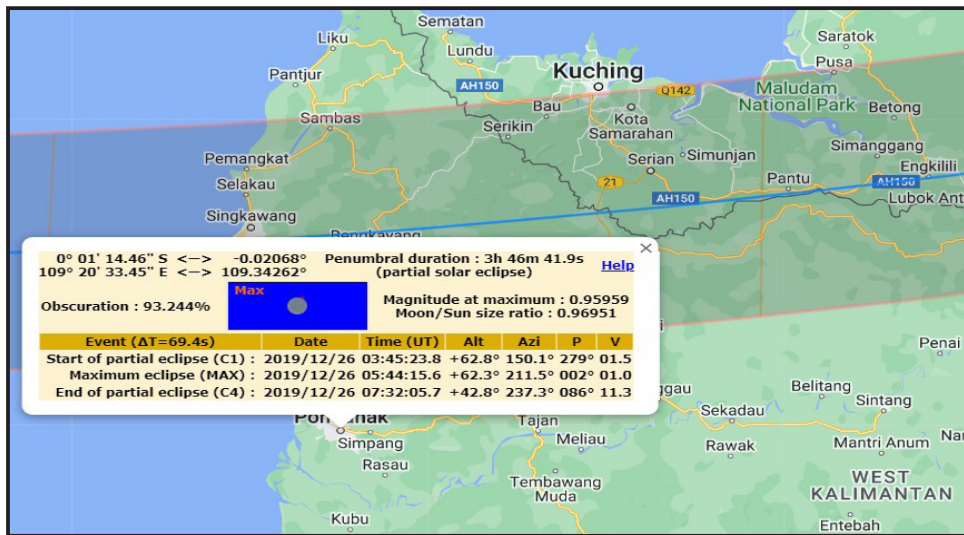 Sematan
Liku
Lundu
Saratok
Pusa
Kuching
AH150
Pantjur
Q142
Maludam
National Park
Betong
Bau
Kota
Samarahan
Sambas
Serikin
Simanggang
Pemangkat
Serian
Simunjan
Engkilili
Selakau
21
Pantu
AH150
AH150
Lubok Ant
Singkawang
Bengkayang
0° 01' 14.46" S <—> -0.02068°
109° 20' 33.45" E <—> 109.34262°
Penumbral duration : 3h 46m 41.9s
(partial solar eclipse)
Help
Obscuration : 93.244%
Max
Magnitude at maximum : 0.95959
Moon/Sun size ratio : 0.96951
Event (ΔT=69.4s) Date Time (UT) Alt Azi P V
Start of partial eclipse (C1) : 2019/12/26 03:45:23.8 +62.8° 150.1° 279° 01.5
Maximum eclipse (MAX) : 2019/12/26 05:44:15.6 +62.3° 211.5° 002° 01.0
End of partial eclipse (C4) : 2019/12/26 07:32:05.7 +42.8° 237.3° 086° 11.3
Penai
Belitang
Sintang
Sekadau
Tajan
Simpang
Meliau
Rawak
Mantri Anum
Rasau
Tembawang
Muda
WEST
KALIMANTAN
Kubu
Entebah